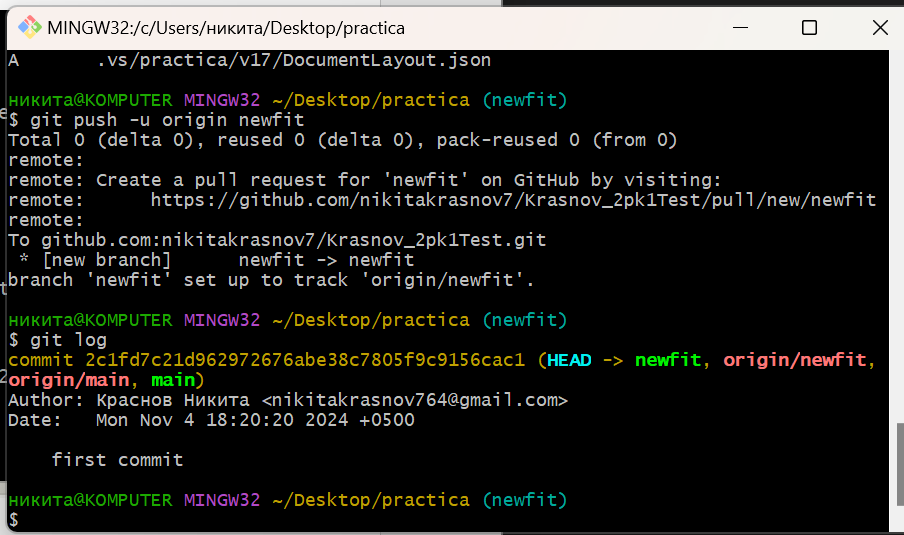 MINGW32:/c/Users/никита/Desktop/practica
A       .vs/practica/v17/DocumentLayout.json
никита@KOMPUTER MINGW32 ~/Desktop/practica (newfit)
$ git push -u origin newfit
Total 0 (delta 0), reused 0 (delta 0), pack-reused 0 (from 0)
remote:
remote: Create a pull request for 'newfit' on GitHub by visiting:
remote:      https://github.com/nikitakrasnov7/Krasnov_2pk1Test/pull/new/newfit
remote:
To github.com:nikitakrasnov7/Krasnov_2pk1Test.git
 * [new branch]      newfit -> newfit
branch 'newfit' set up to track 'origin/newfit'.
никита@KOMPUTER MINGW32 ~/Desktop/practica (newfit)
$ git log
commit 2c1fd7c21d962972676abe38c7805f9c9156cac1 (HEAD -> newfit, origin/newfit,
origin/main, main)
Author: Краснов Никита <nikitakrasnov764@gmail.com>
Date:   Mon Nov 4 18:20:20 2024 +0500
    first commit
никита@KOMPUTER MINGW32 ~/Desktop/practica (newfit)
$